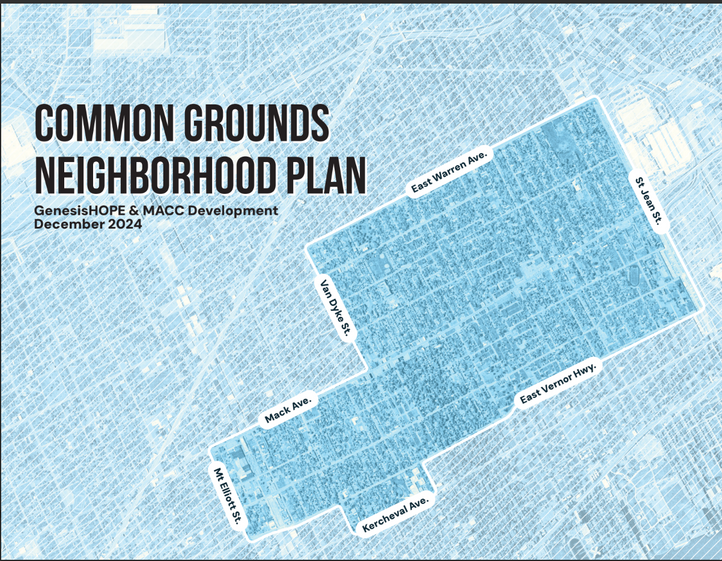 COMMON GROUNDS
NEIGHBORHOOD PLAN
GenesisHOPE & MACC Development
December 2024
East Warren Ave.
St Jean St.
Van Dyke St.
East Vernor Hwy.
Mack Ave.
Mt Elliott St.
Kercheval Ave.